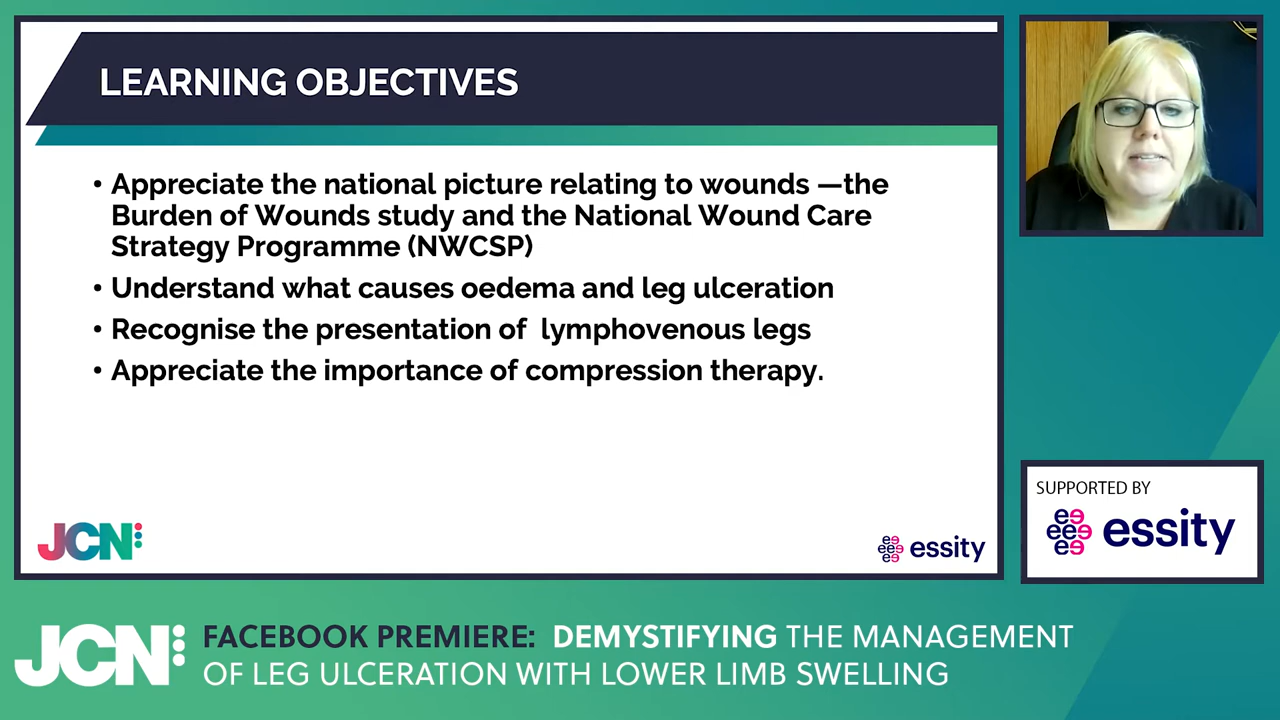 LEARNING OBJECTIVES
• Appreciate the national picture relating to wounds —the
Burden of Wounds study and the National Wound Care
Strategy Programme (NWCSP)
• Understand what causes oedema and leg ulceration
• Recognise the presentation of lymphovenous legs
• Appreciate the importance of compression therapy.
JCN
essity
SUPPORTED BY
essity
JCN
FACEBOOK PREMIERE: DEMYSTIFYING THE MANAGEMENT
OF LEG ULCERATION WITH LOWER LIMB SWELLING